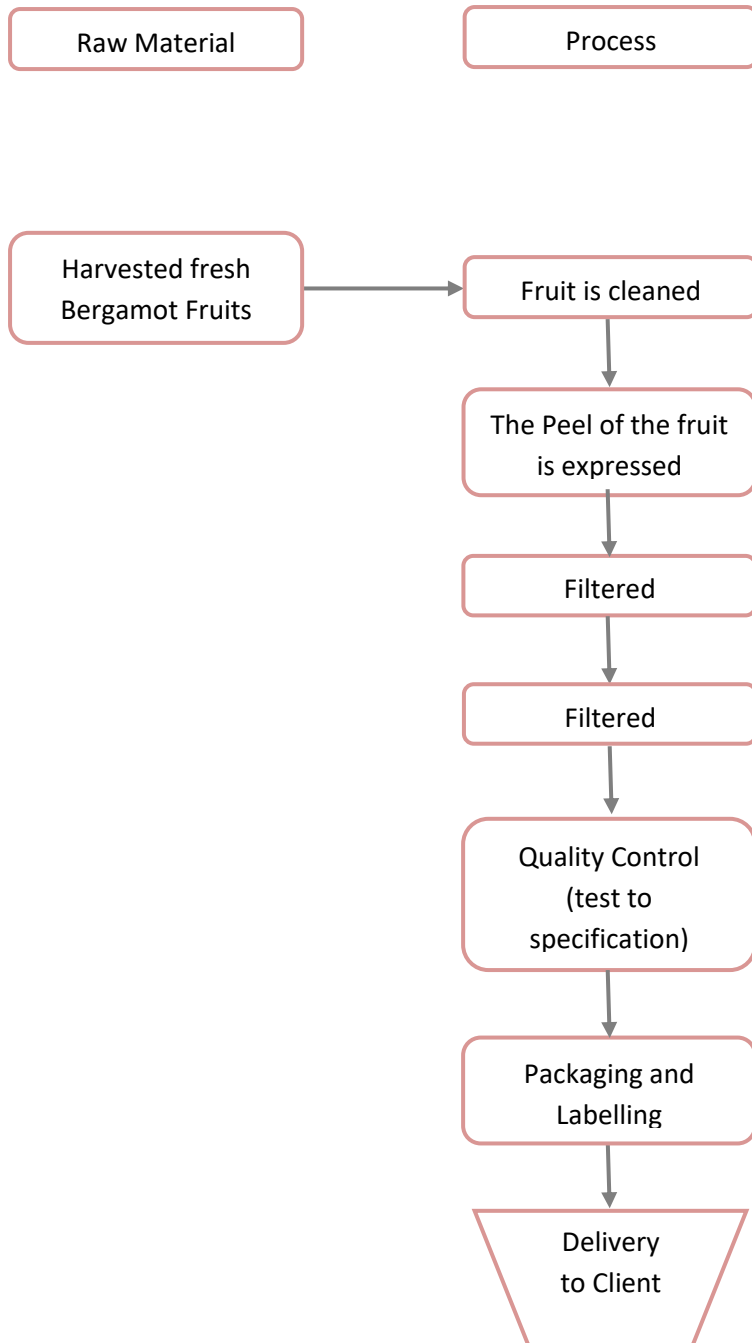 Raw Material
Process
Harvested fresh
Bergamot Fruits
Fruit is cleaned
The Peel of the fruit
is expressed
Filtered
Filtered
Quality Control
(test to
specification)
Packaging and
Labelling
Delivery
to Client